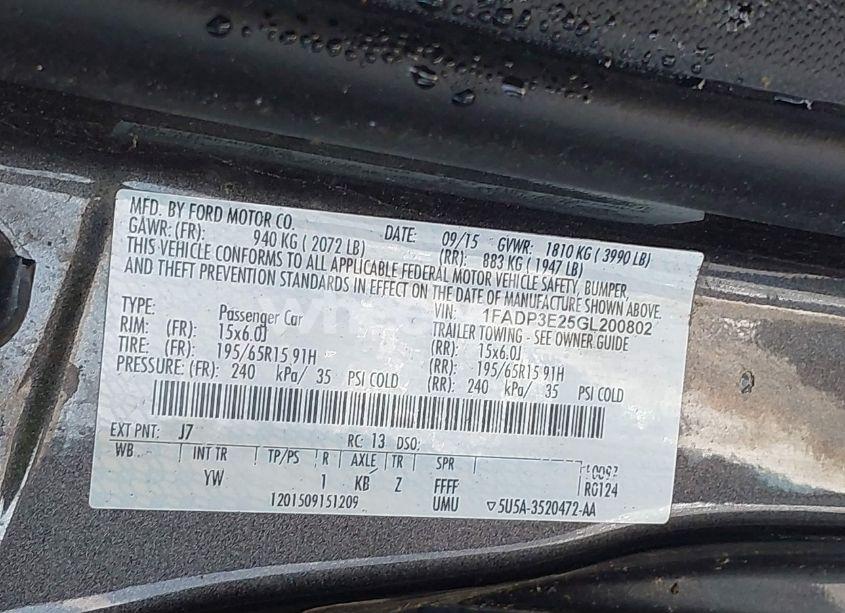 MFD. BY FORD MOTOR CO. DATE: 09/15 GVWR: 1810 KG ( 3990 LB)
GAWR: (FR) 940 KG ( 2072 LB) (RR): 883 KG ( 1947 LB)
THIS VEHICLE CONFORMS TO ALL APPLICABLE FEDERAL MOTOR VEHICLE SAFETY, BUMPER,
AND THEFT PREVENTION STANDARDS IN EFFECT ON THE DATE OF MANUFACTURE SHOWN ABOVE.
VIN: 1FADP3E25GL200802
TYPE: Passenger Car TRAILER TOWING - SEE OWNER GUIDE
RIM: (FR) 15x6.0J (RR): 15x6.0J
TIRE: (FR): 195/65R15 91H (RR): 195/65R15 91H
PRESSURE: (FR): 240 kPa/ 35 PSI COLD (RR): 240 kPa/ 35 PSI COLD
EXT PNT: J7 RC: 13 DSO:
WB INT TR TP/PS R AXLE TR SPR
YW 1 KB Z FFFF RG124
1201509151209 UMU ▽5U5A-3520472-AA